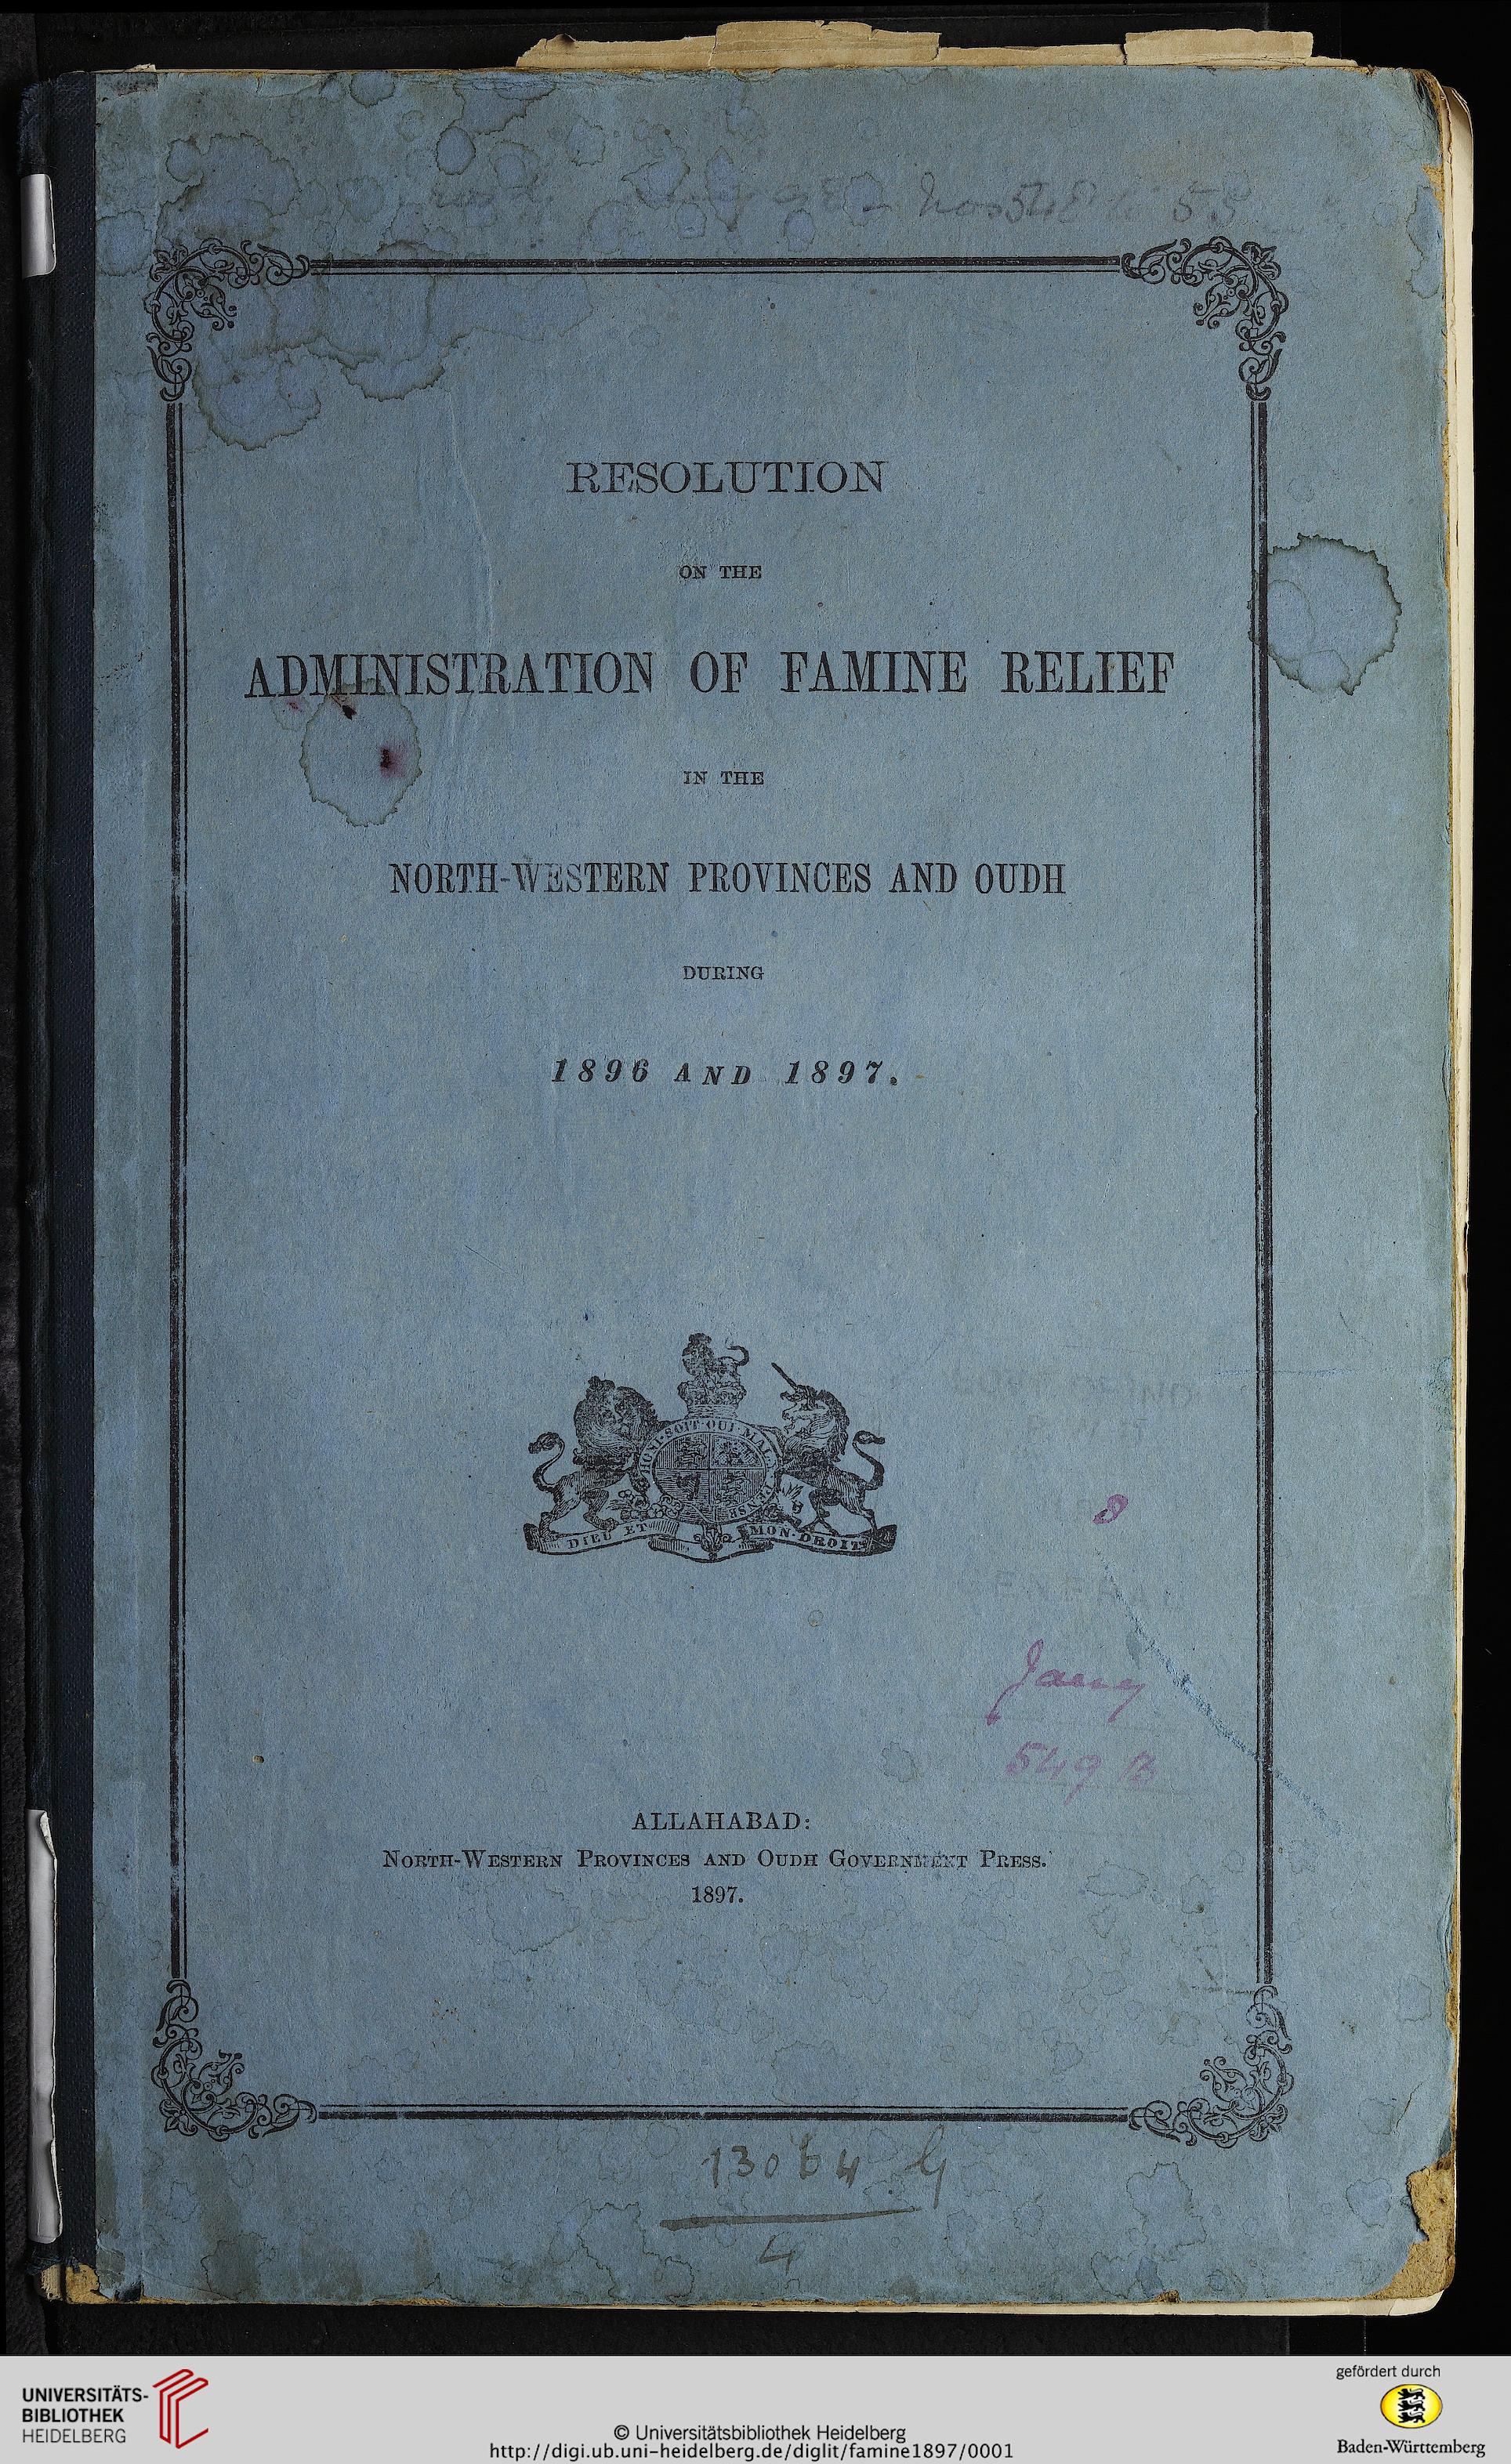 RESOLUTION
ON THE
ADMINISTRATION OF FAMINE RELIEF
IN THE
NORTH-WESTERN PROVINCES AND OUDH
DURING
1896 AND 1897.
HONI·SOIT·QUI·MAL
DIEU ET MON·DROIT
8
549 B
ALLAHABAD:
NORTH-WESTERN PROVINCES AND OUDH GOVERNMENT PRESS.
1897.
13064 G
4
UNIVERSITÄTS-
BIBLIOTHEK
HEIDELBERG
© Universitätsbibliothek Heidelberg
http://digi.ub.uni-heidelberg.de/diglit/famine1897/0001
gefördert durch
Baden-Württemberg